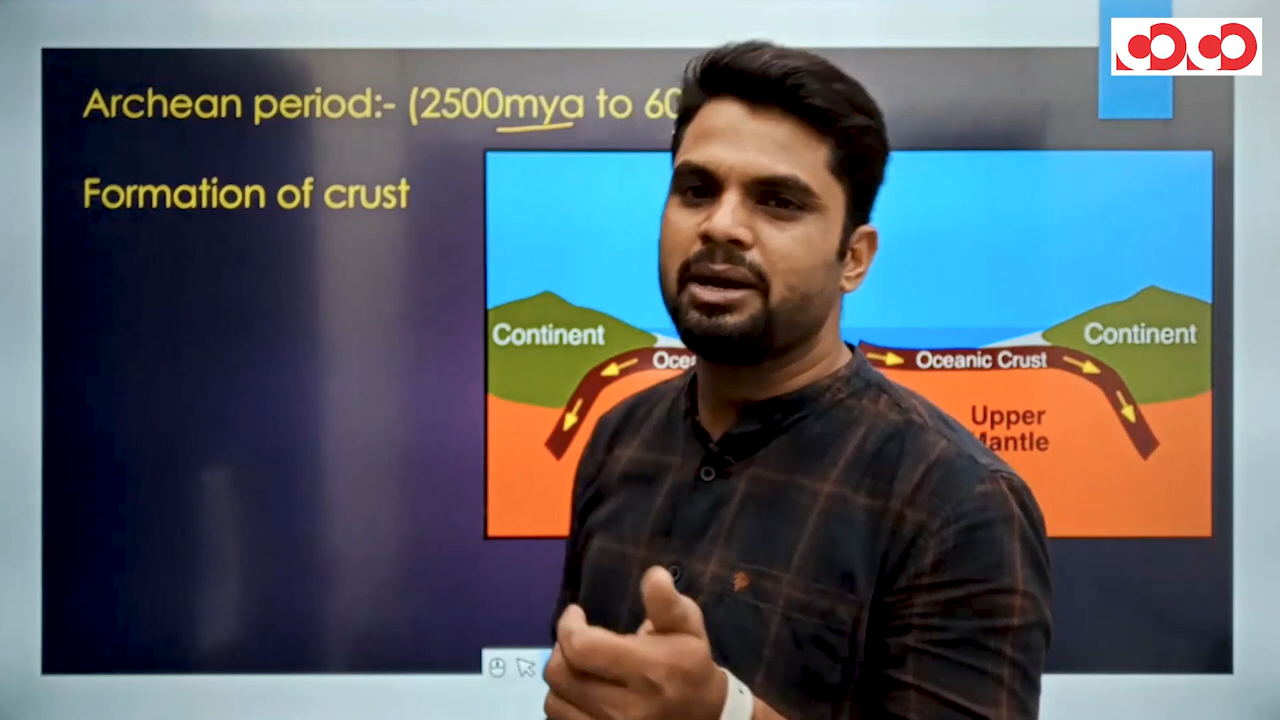 Archean period:- (2500mya to 60
Formation of crust
Continent
Continent
Oceanic Crust
Upper
Mantle